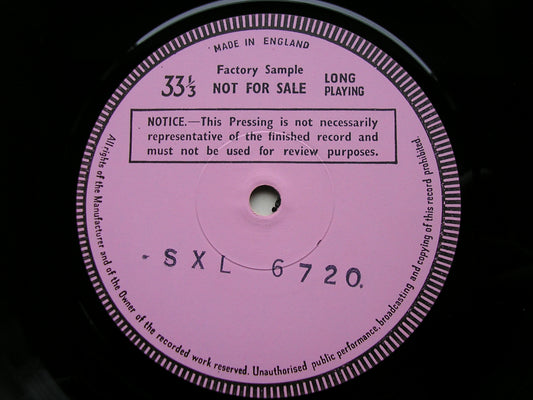 MADE IN ENGLAND
Factory Sample
33⅓ NOT FOR SALE LONG PLAYING
NOTICE.—This Pressing is not necessarily
representative of the finished record and
must not be used for review purposes.
SXL 6720.
All rights of the Manufacturer and of the Owner of the recorded work reserved. Unauthorised public performance, broadcasting and copying of this record prohibited.